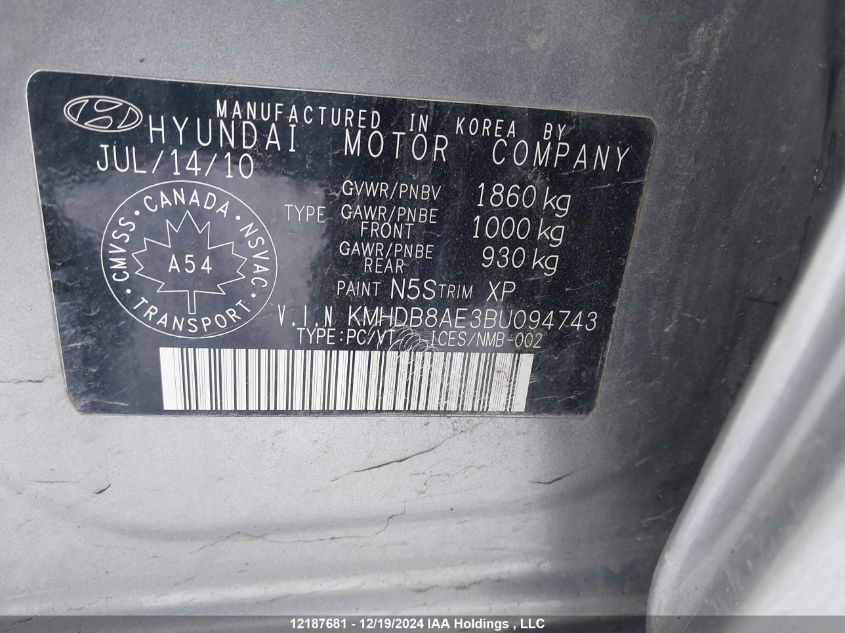 MANUFACTURED IN KOREA BY
HYUNDAI MOTOR COMPANY
JUL/14/10
GVWR/PNBV 1860 kg
TYPE GAWR/PNBE FRONT 1000 kg
GAWR/PNBE REAR 930 kg
CMVSS · CANADA · NSVAC
A54
· TRANSPORT ·
PAINT N5S TRIM XP
V.I.N KMHDB8AE3BU094743
TYPE:PC/VT ICES/NMB-002
12187681 - 12/19/2024 IAA Holdings , LLC